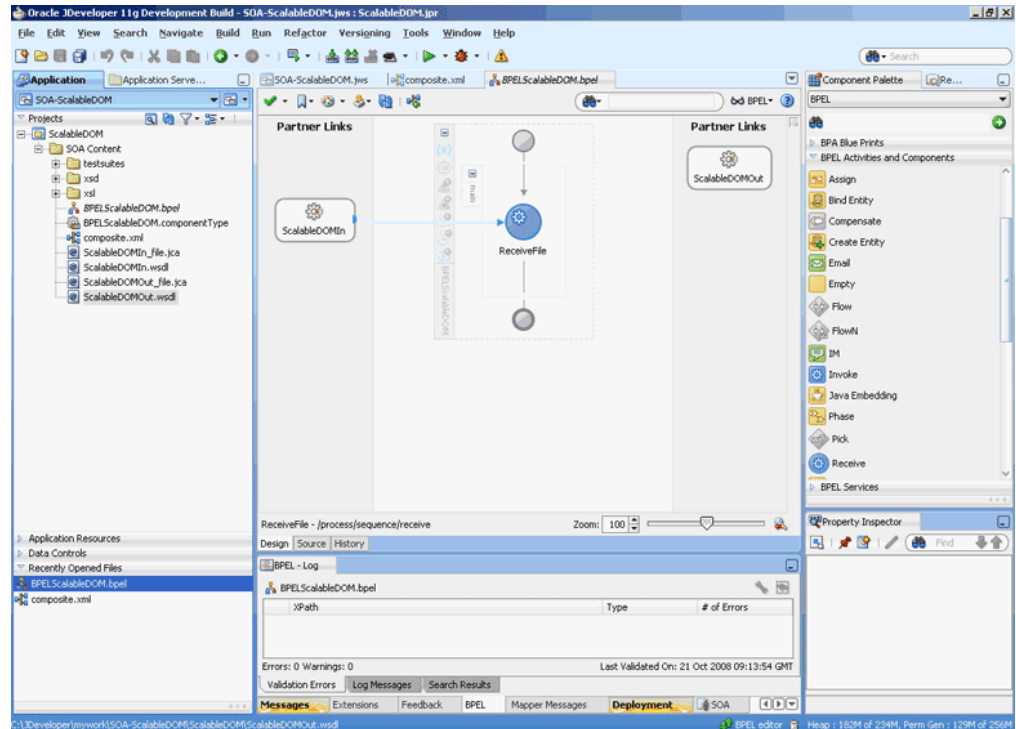 Oracle JDeveloper 11g Development Build - SOA-ScalableDOM.jws : ScalableDOM.jpr
File Edit View Search Navigate Build Run Refactor Versioning Tools Window Help
Search
Application
Application Serve...
SOA-ScalableDOM
Projects
ScalableDOM
SOA Content
testsuites
xsd
xsl
BPELScalableDOM.bpel
BPELScalableDOM.componentType
composite.xml
ScalableDOMIn_file.jca
ScalableDOMIn.wsdl
ScalableDOMOut_file.jca
ScalableDOMOut.wsdl
Application Resources
Data Controls
Recently Opened Files
BPELScalableDOM.bpel
composite.xml
SOA-ScalableDOM.jws
composite.xml
BPELScalableDOM.bpel
BPEL
Partner Links
Partner Links
ScalableDOMIn
main
BPELScalableDOM
ReceiveFile
ScalableDOMOut
ReceiveFile - /process/sequence/receive
Zoom: 100
Design Source History
BPEL - Log
BPELScalableDOM.bpel
XPath Type # of Errors
Errors: 0 Warnings: 0
Last Validated On: 21 Oct 2008 09:13:54 GMT
Validation Errors Log Messages Search Results
Messages Extensions Feedback BPEL Mapper Messages Deployment SOA
Component Palette
Re...
BPEL
BPA Blue Prints
BPEL Activities and Components
Assign
Bind Entity
Compensate
Create Entity
Email
Empty
Flow
FlowN
IM
Invoke
Java Embedding
Phase
Pick
Receive
BPEL Services
Property Inspector
Find
C:\JDeveloper\mywork\SOA-ScalableDOM\ScalableDOM\ScalableDOMOut.wsdl
BPEL editor
Heap : 182M of 234M, Perm Gen : 129M of 256M